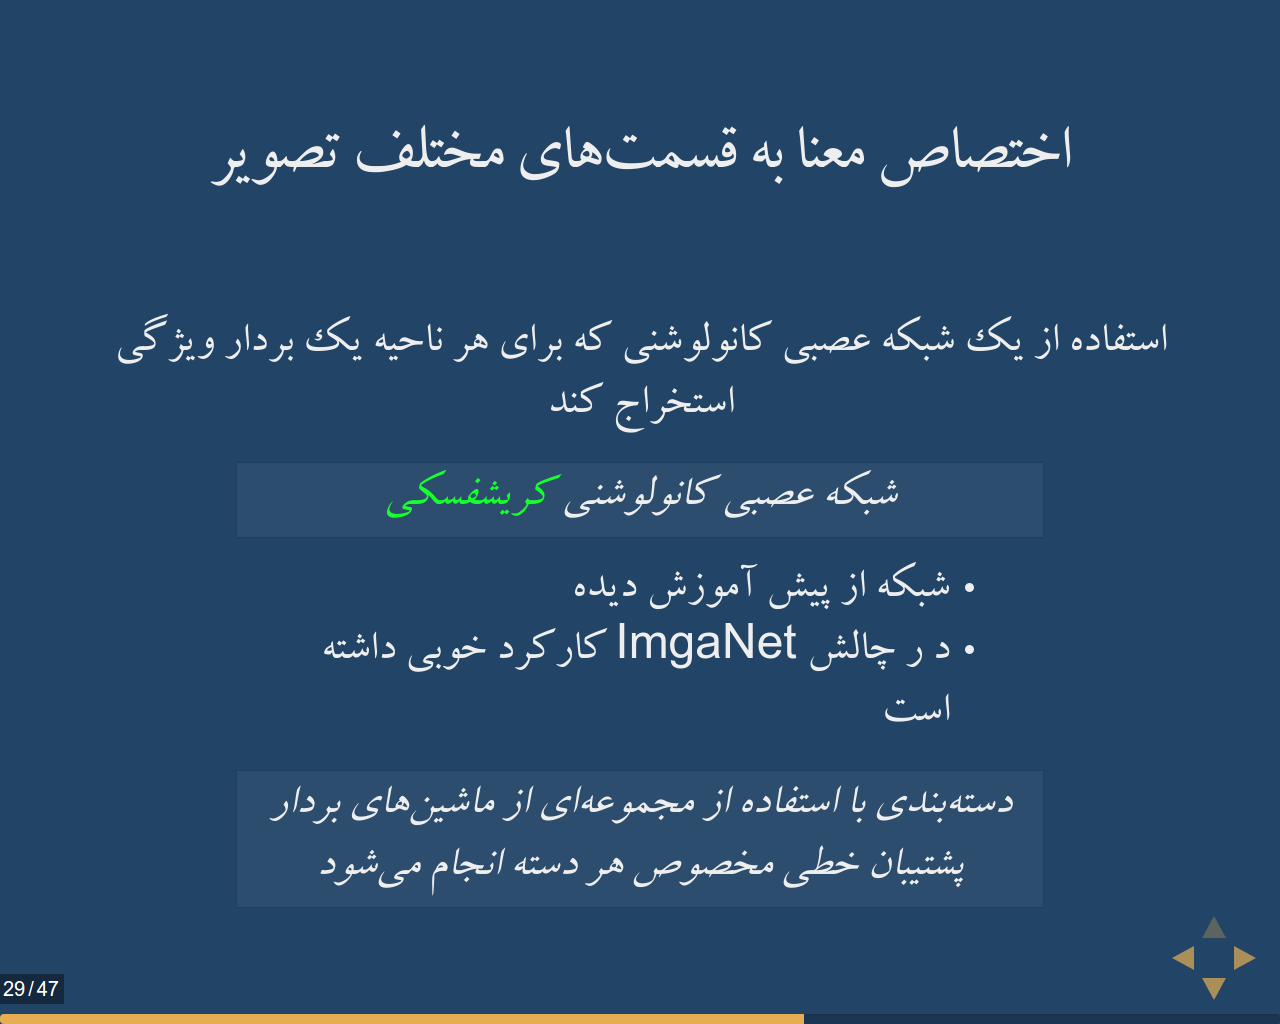 اختصاص معنا به قسمت‌های مختلف تصویر
استفاده از یک شبکه عصبی کانولوشنی که برای هر ناحیه یک بردار ویژگی
استخراج کند
شبکه عصبی کانولوشنی کریشفسکی
• شبکه از پیش آموزش دیده
• د ر چالش ImgaNet کارکرد خوبی داشته
است
دسته‌بندی با استفاده از مجموعه‌ای از ماشین‌های بردار
پشتیبان خطی مخصوص هر دسته انجام می‌شود
29/47